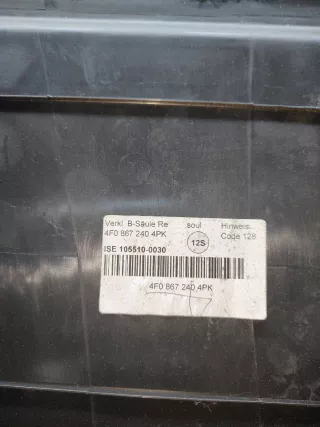 Verkl. B-Säule Re soul Hinweis..
4F0 867 240 4PK 12S Code 128
ISE 105510-0030
4F0 867 240 4PK